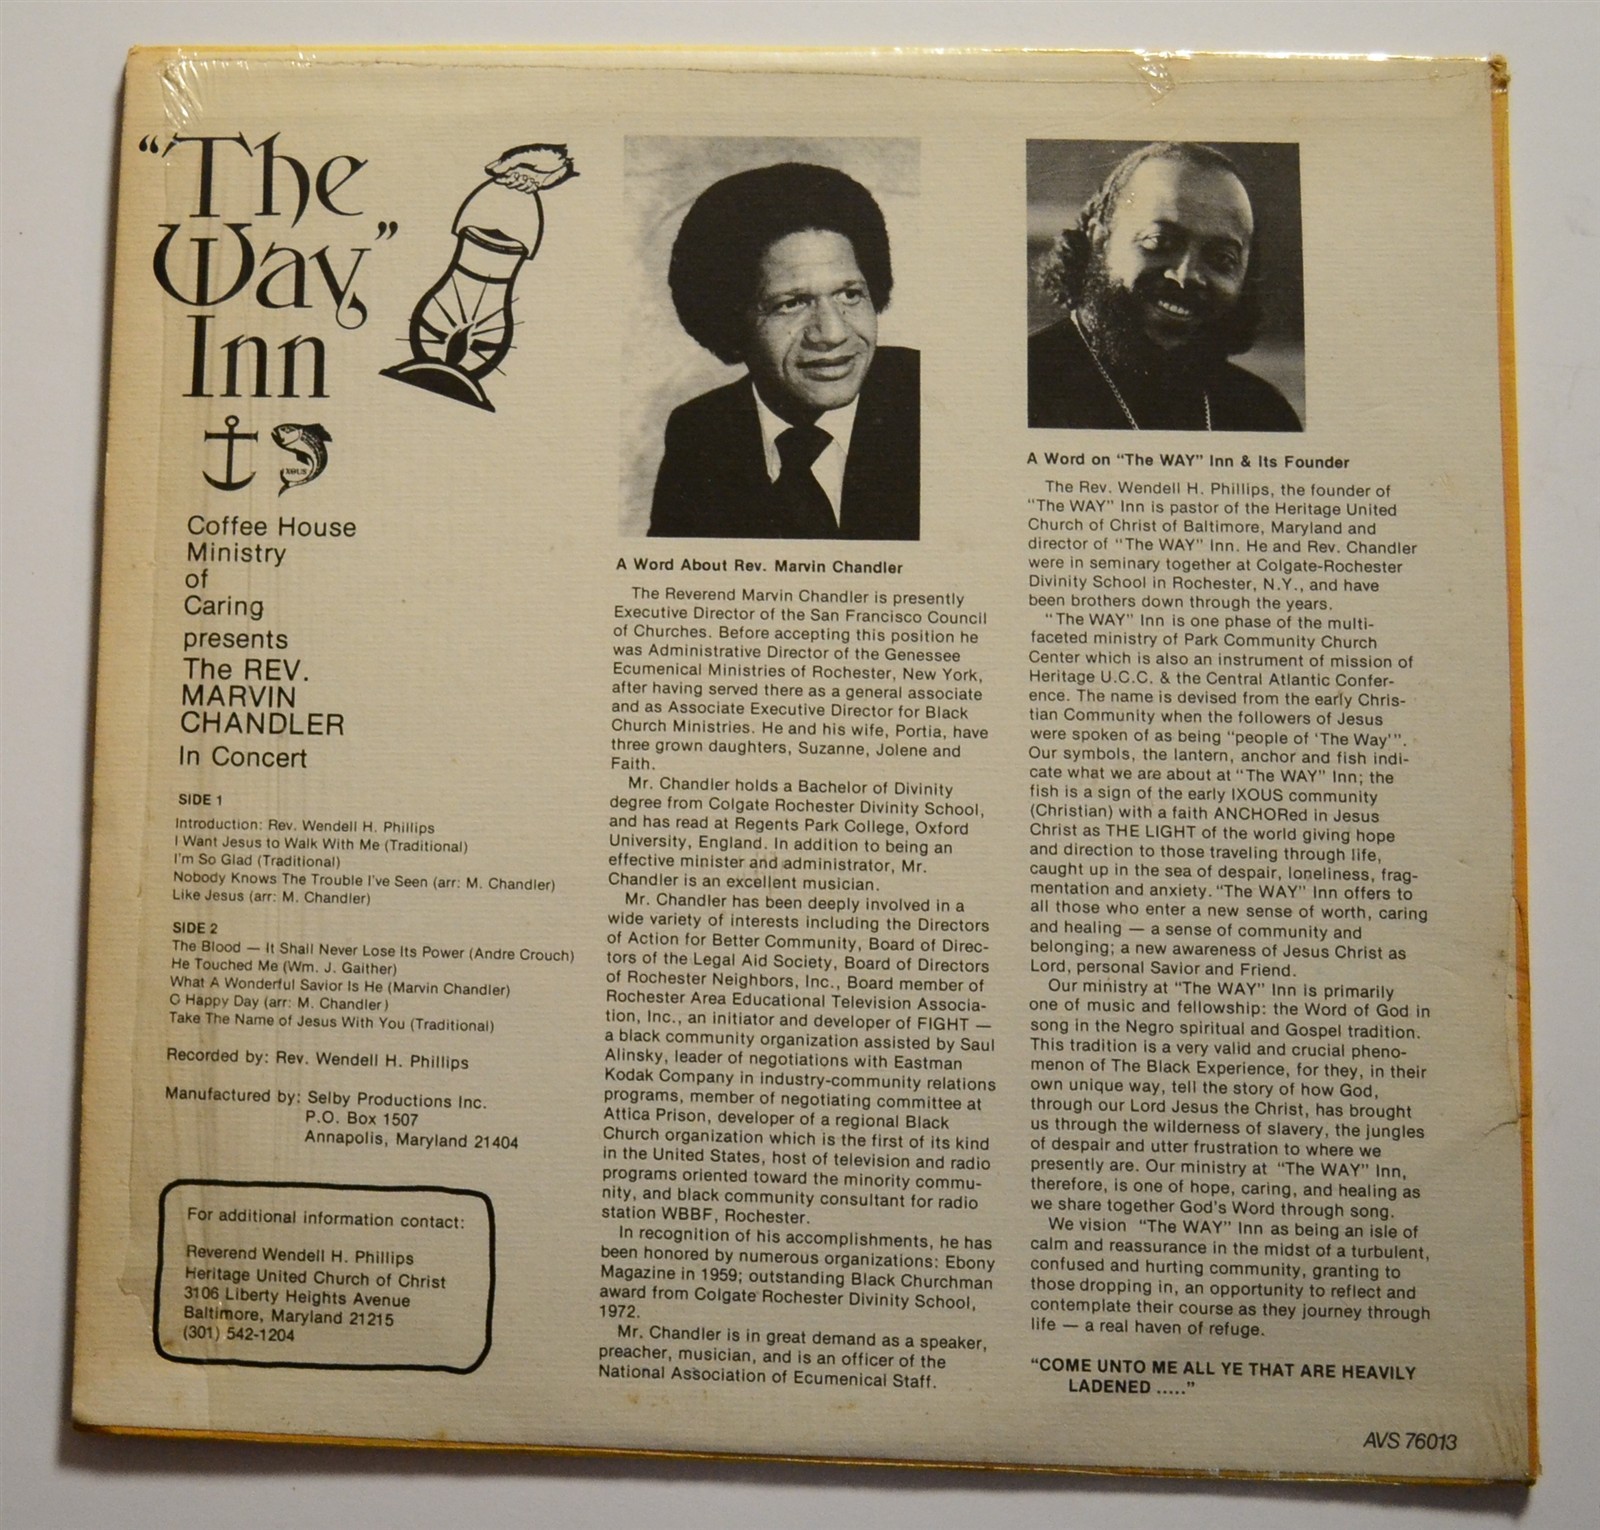 “The
Way”
Inn
IXOUS
Coffee House
Ministry
of
Caring
presents
The REV.
MARVIN
CHANDLER
In Concert
SIDE 1
Introduction: Rev. Wendell H. Phillips
I Want Jesus to Walk With Me (Traditional)
I'm So Glad (Traditional)
Nobody Knows The Trouble I've Seen (arr: M. Chandler)
Like Jesus (arr: M. Chandler)
SIDE 2
The Blood — It Shall Never Lose Its Power (Andre Crouch)
He Touched Me (Wm. J. Gaither)
What A Wonderful Savior Is He (Marvin Chandler)
O Happy Day (arr: M. Chandler)
Take The Name of Jesus With You (Traditional)
Recorded by: Rev. Wendell H. Phillips
Manufactured by: Selby Productions Inc.
P.O. Box 1507
Annapolis, Maryland 21404
For additional information contact:
Reverend Wendell H. Phillips
Heritage United Church of Christ
3106 Liberty Heights Avenue
Baltimore, Maryland 21215
(301) 542-1204
A Word About Rev. Marvin Chandler
The Reverend Marvin Chandler is presently
Executive Director of the San Francisco Council
of Churches. Before accepting this position he
was Administrative Director of the Genessee
Ecumenical Ministries of Rochester, New York,
after having served there as a general associate
and as Associate Executive Director for Black
Church Ministries. He and his wife, Portia, have
three grown daughters, Suzanne, Jolene and
Faith.
Mr. Chandler holds a Bachelor of Divinity
degree from Colgate Rochester Divinity School,
and has read at Regents Park College, Oxford
University, England. In addition to being an
effective minister and administrator, Mr.
Chandler is an excellent musician.
Mr. Chandler has been deeply involved in a
wide variety of interests including the Directors
of Action for Better Community, Board of Direc-
tors of the Legal Aid Society, Board of Directors
of Rochester Neighbors, Inc., Board member of
Rochester Area Educational Television Associa-
tion, Inc., an initiator and developer of FIGHT —
a black community organization assisted by Saul
Alinsky, leader of negotiations with Eastman
Kodak Company in industry-community relations
programs, member of negotiating committee at
Attica Prison, developer of a regional Black
Church organization which is the first of its kind
in the United States, host of television and radio
programs oriented toward the minority commu-
nity, and black community consultant for radio
station WBBF, Rochester.
In recognition of his accomplishments, he has
been honored by numerous organizations: Ebony
Magazine in 1959; outstanding Black Churchman
award from Colgate Rochester Divinity School,
1972.
Mr. Chandler is in great demand as a speaker,
preacher, musician, and is an officer of the
National Association of Ecumenical Staff.
A Word on “The WAY” Inn & Its Founder
The Rev. Wendell H. Phillips, the founder of
“The WAY” Inn is pastor of the Heritage United
Church of Christ of Baltimore, Maryland and
director of “The WAY” Inn. He and Rev. Chandler
were in seminary together at Colgate-Rochester
Divinity School in Rochester, N.Y., and have
been brothers down through the years.
“The WAY” Inn is one phase of the multi-
faceted ministry of Park Community Church
Center which is also an instrument of mission of
Heritage U.C.C. & the Central Atlantic Confer-
ence. The name is devised from the early Chris-
tian Community when the followers of Jesus
were spoken of as being “people of ‘The Way’”.
Our symbols, the lantern, anchor and fish indi-
cate what we are about at “The WAY” Inn; the
fish is a sign of the early IXOUS community
(Christian) with a faith ANCHORed in Jesus
Christ as THE LIGHT of the world giving hope
and direction to those traveling through life,
caught up in the sea of despair, loneliness, frag-
mentation and anxiety. “The WAY” Inn offers to
all those who enter a new sense of worth, caring
and healing — a sense of community and
belonging; a new awareness of Jesus Christ as
Lord, personal Savior and Friend.
Our ministry at “The WAY” Inn is primarily
one of music and fellowship: the Word of God in
song in the Negro spiritual and Gospel tradition.
This tradition is a very valid and crucial pheno-
menon of The Black Experience, for they, in their
own unique way, tell the story of how God,
through our Lord Jesus the Christ, has brought
us through the wilderness of slavery, the jungles
of despair and utter frustration to where we
presently are. Our ministry at “The WAY” Inn,
therefore, is one of hope, caring, and healing as
we share together God's Word through song.
We vision “The WAY” Inn as being an isle of
calm and reassurance in the midst of a turbulent,
confused and hurting community, granting to
those dropping in, an opportunity to reflect and
contemplate their course as they journey through
life — a real haven of refuge.
“COME UNTO ME ALL YE THAT ARE HEAVILY
LADENED .....”
AVS 76013